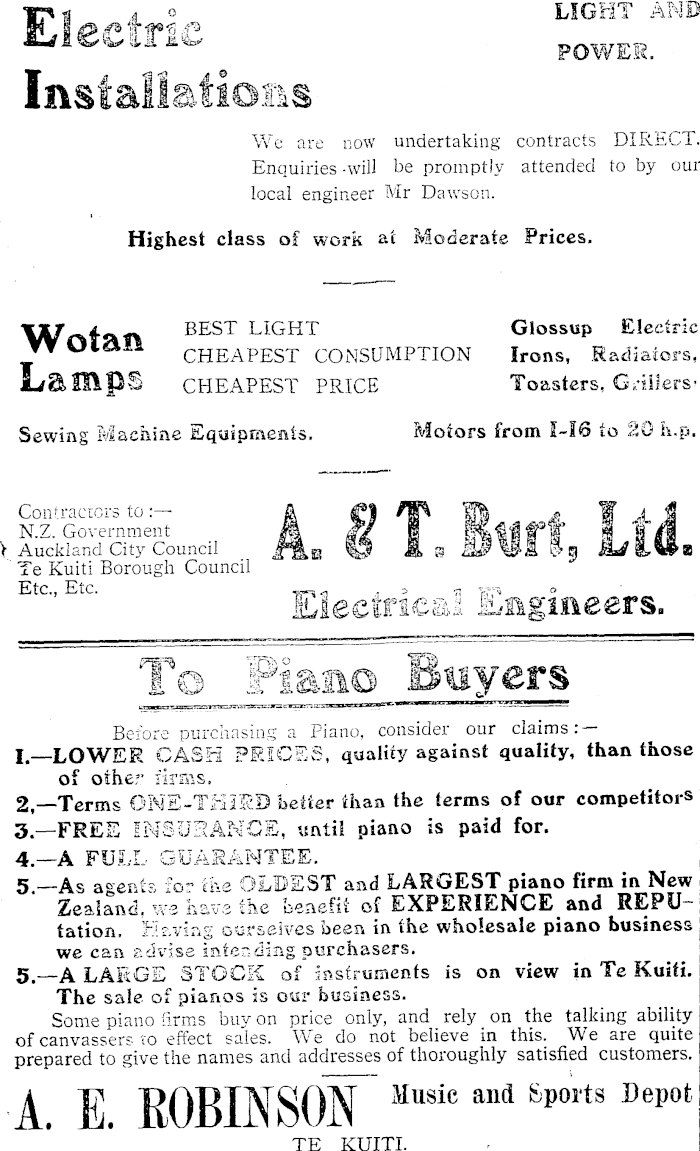 Electric
Installations
LIGHT AND
POWER.
We are now undertaking contracts DIRECT.
Enquiries will be promptly attended to by our
local engineer Mr Dawson.
Highest class of work at Moderate Prices.
Wotan
Lamps
BEST LIGHT
CHEAPEST CONSUMPTION
CHEAPEST PRICE
Glossup Electric
Irons, Radiators,
Toasters, Grillers.
Sewing Machine Equipments.
Motors from 1-16 to 20 h.p.
Contractors to :—
N.Z. Government
Auckland City Council
Te Kuiti Borough Council
Etc., Etc.
A. & T. Burt, Ltd.
Electrical Engineers.
To Piano Buyers
Before purchasing a Piano, consider our claims :—
1.—LOWER CASH PRICES, quality against quality, than those
of other firms.
2,—Terms ONE-THIRD better than the terms of our competitors
3.—FREE INSURANCE, until piano is paid for.
4.—A FULL GUARANTEE.
5.—As agents for the OLDEST and LARGEST piano firm in New
Zealand, we have the benefit of EXPERIENCE and REPU-
tation. Having ourselves been in the wholesale piano business
we can advise intending purchasers.
5.—A LARGE STOCK of instruments is on view in Te Kuiti.
The sale of pianos is our business.
Some piano firms buy on price only, and rely on the talking ability
of canvassers to effect sales. We do not believe in this. We are quite
prepared to give the names and addresses of thoroughly satisfied customers.
A. E. ROBINSON
Music and Sports Depot
TE KUITI.